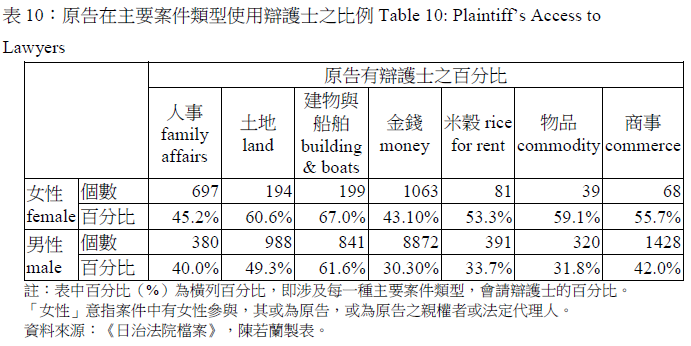 表 10：原告在主要案件類型使用辯護士之比例 Table 10: Plaintiff's Access to
Lawyers
原告有辯護士之百分比
人事 family affairs 土地 land 建物與船舶 building & boats 金錢 money 米穀 rice for rent 物品 commodity 商事 commerce
女性 female 個數 697 194 199 1063 81 39 68
百分比 45.2% 60.6% 67.0% 43.10% 53.3% 59.1% 55.7%
男性 male 個數 380 988 841 8872 391 320 1428
百分比 40.0% 49.3% 61.6% 30.30% 33.7% 31.8% 42.0%
註：表中百分比（%）為橫列百分比，即涉及每一種主要案件類型，會請辯護士的百分比。
「女性」意指案件中有女性參與，其或為原告，或為原告之親權者或法定代理人。
資料來源：《日治法院檔案》，陳若蘭製表。